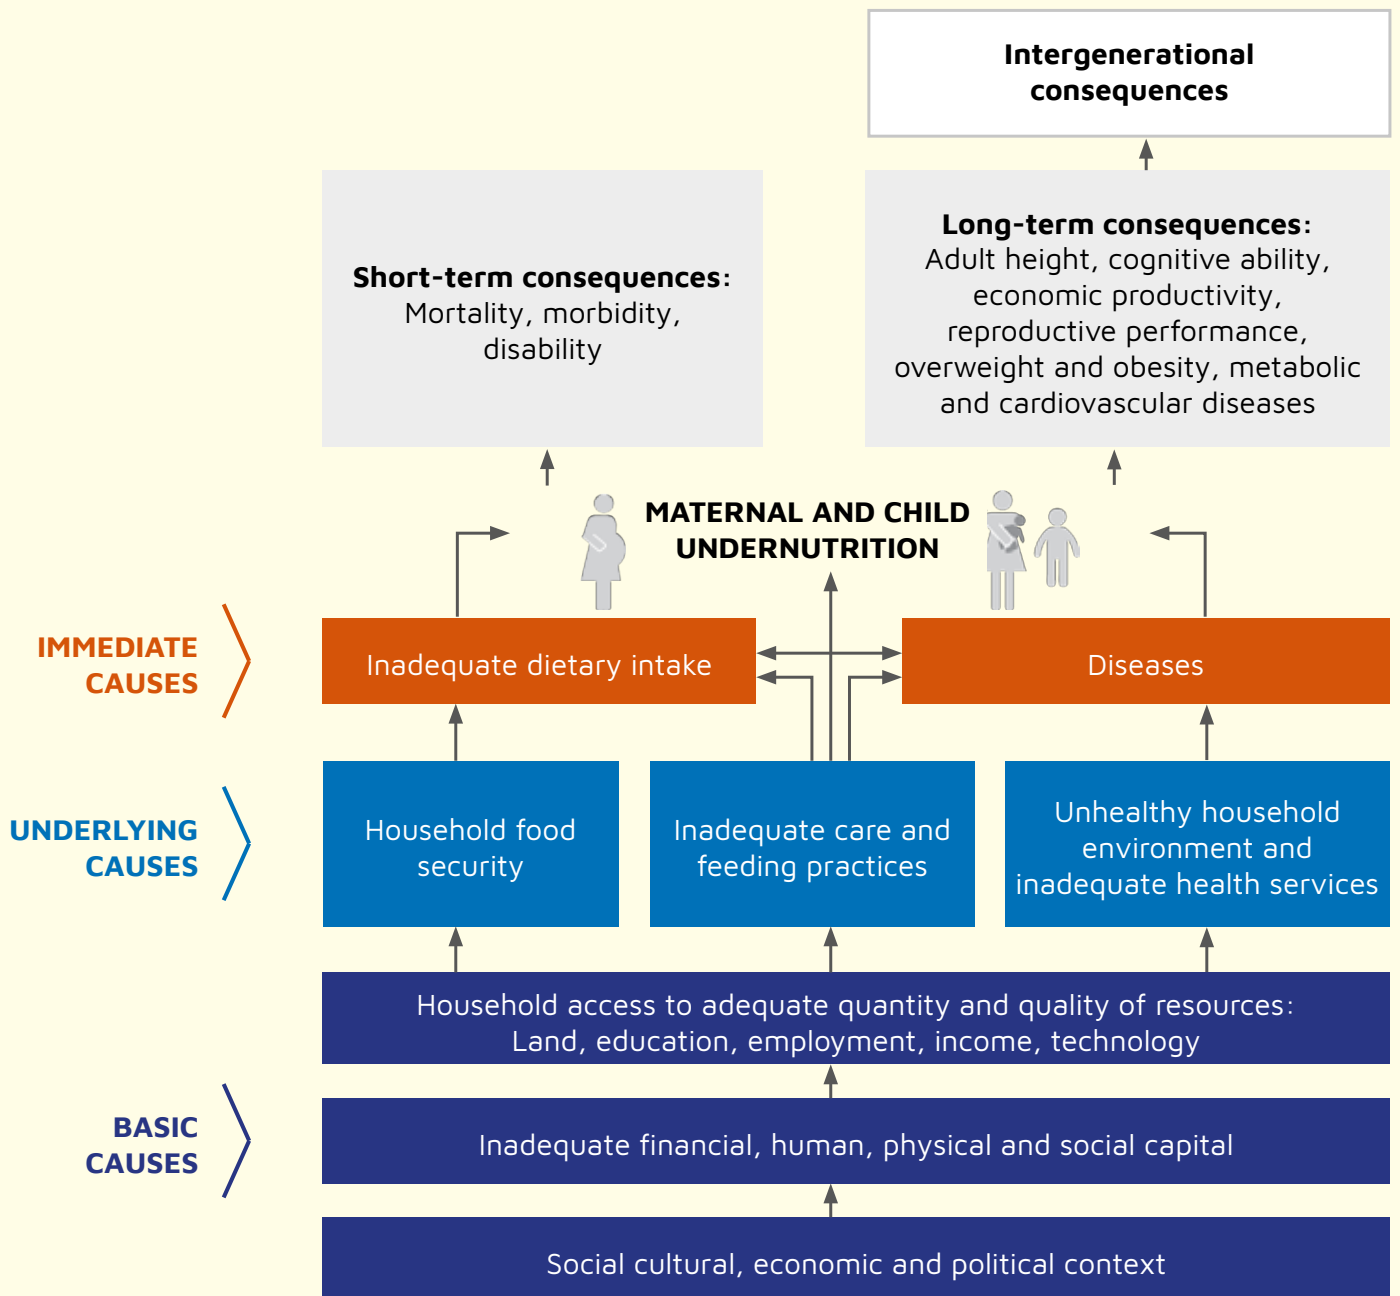 Intergenerational
consequences
Short-term consequences:
Mortality, morbidity,
disability
Long-term consequences:
Adult height, cognitive ability,
economic productivity,
reproductive performance,
overweight and obesity, metabolic
and cardiovascular diseases
MATERNAL AND CHILD
UNDERNUTRITION
IMMEDIATE
CAUSES
Inadequate dietary intake
Diseases
UNDERLYING
CAUSES
Household food
security
Inadequate care and
feeding practices
Unhealthy household
environment and
inadequate health services
Household access to adequate quantity and quality of resources:
Land, education, employment, income, technology
BASIC
CAUSES
Inadequate financial, human, physical and social capital
Social cultural, economic and political context